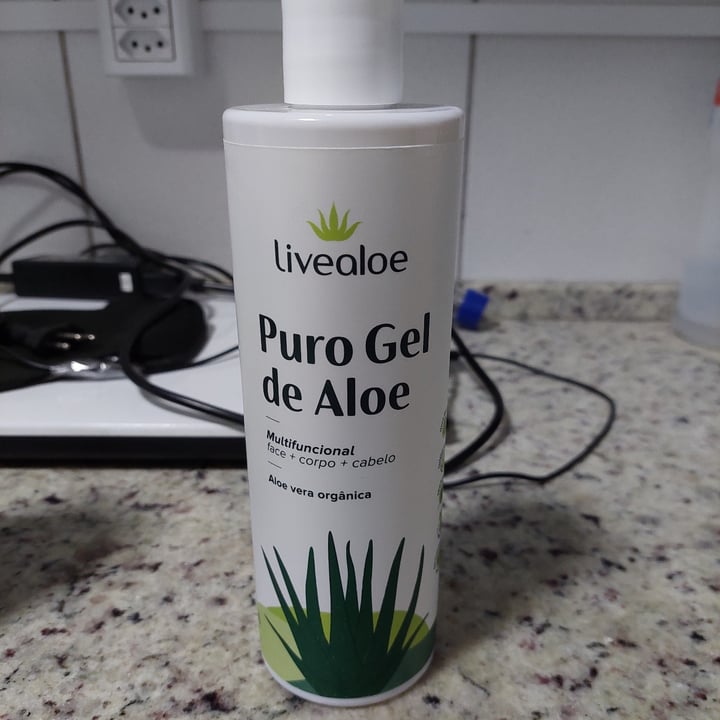 livealoe
Puro Gel
de Aloe
Multifuncional
face + corpo + cabelo
Aloe vera orgânica